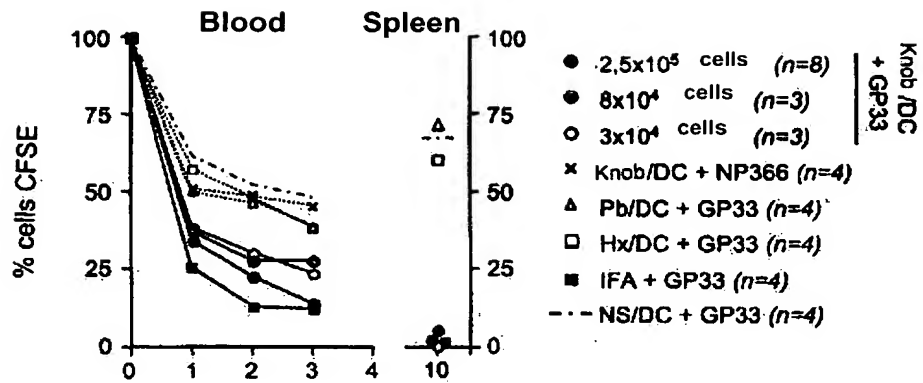 Blood Spleen
% cells CFSE
100
75
50
25
0
0 1 2 3 4
10
100
75
50
25
0
2,5x10⁵ cells (n=8)
8x10⁴ cells (n=3)
3x10⁴ cells (n=3)
Knob/DC + GP33
Knob/DC + NP366 (n=4)
Pb/DC + GP33 (n=4)
Hx/DC + GP33 (n=4)
IFA + GP33 (n=4)
NS/DC + GP33 (n=4)